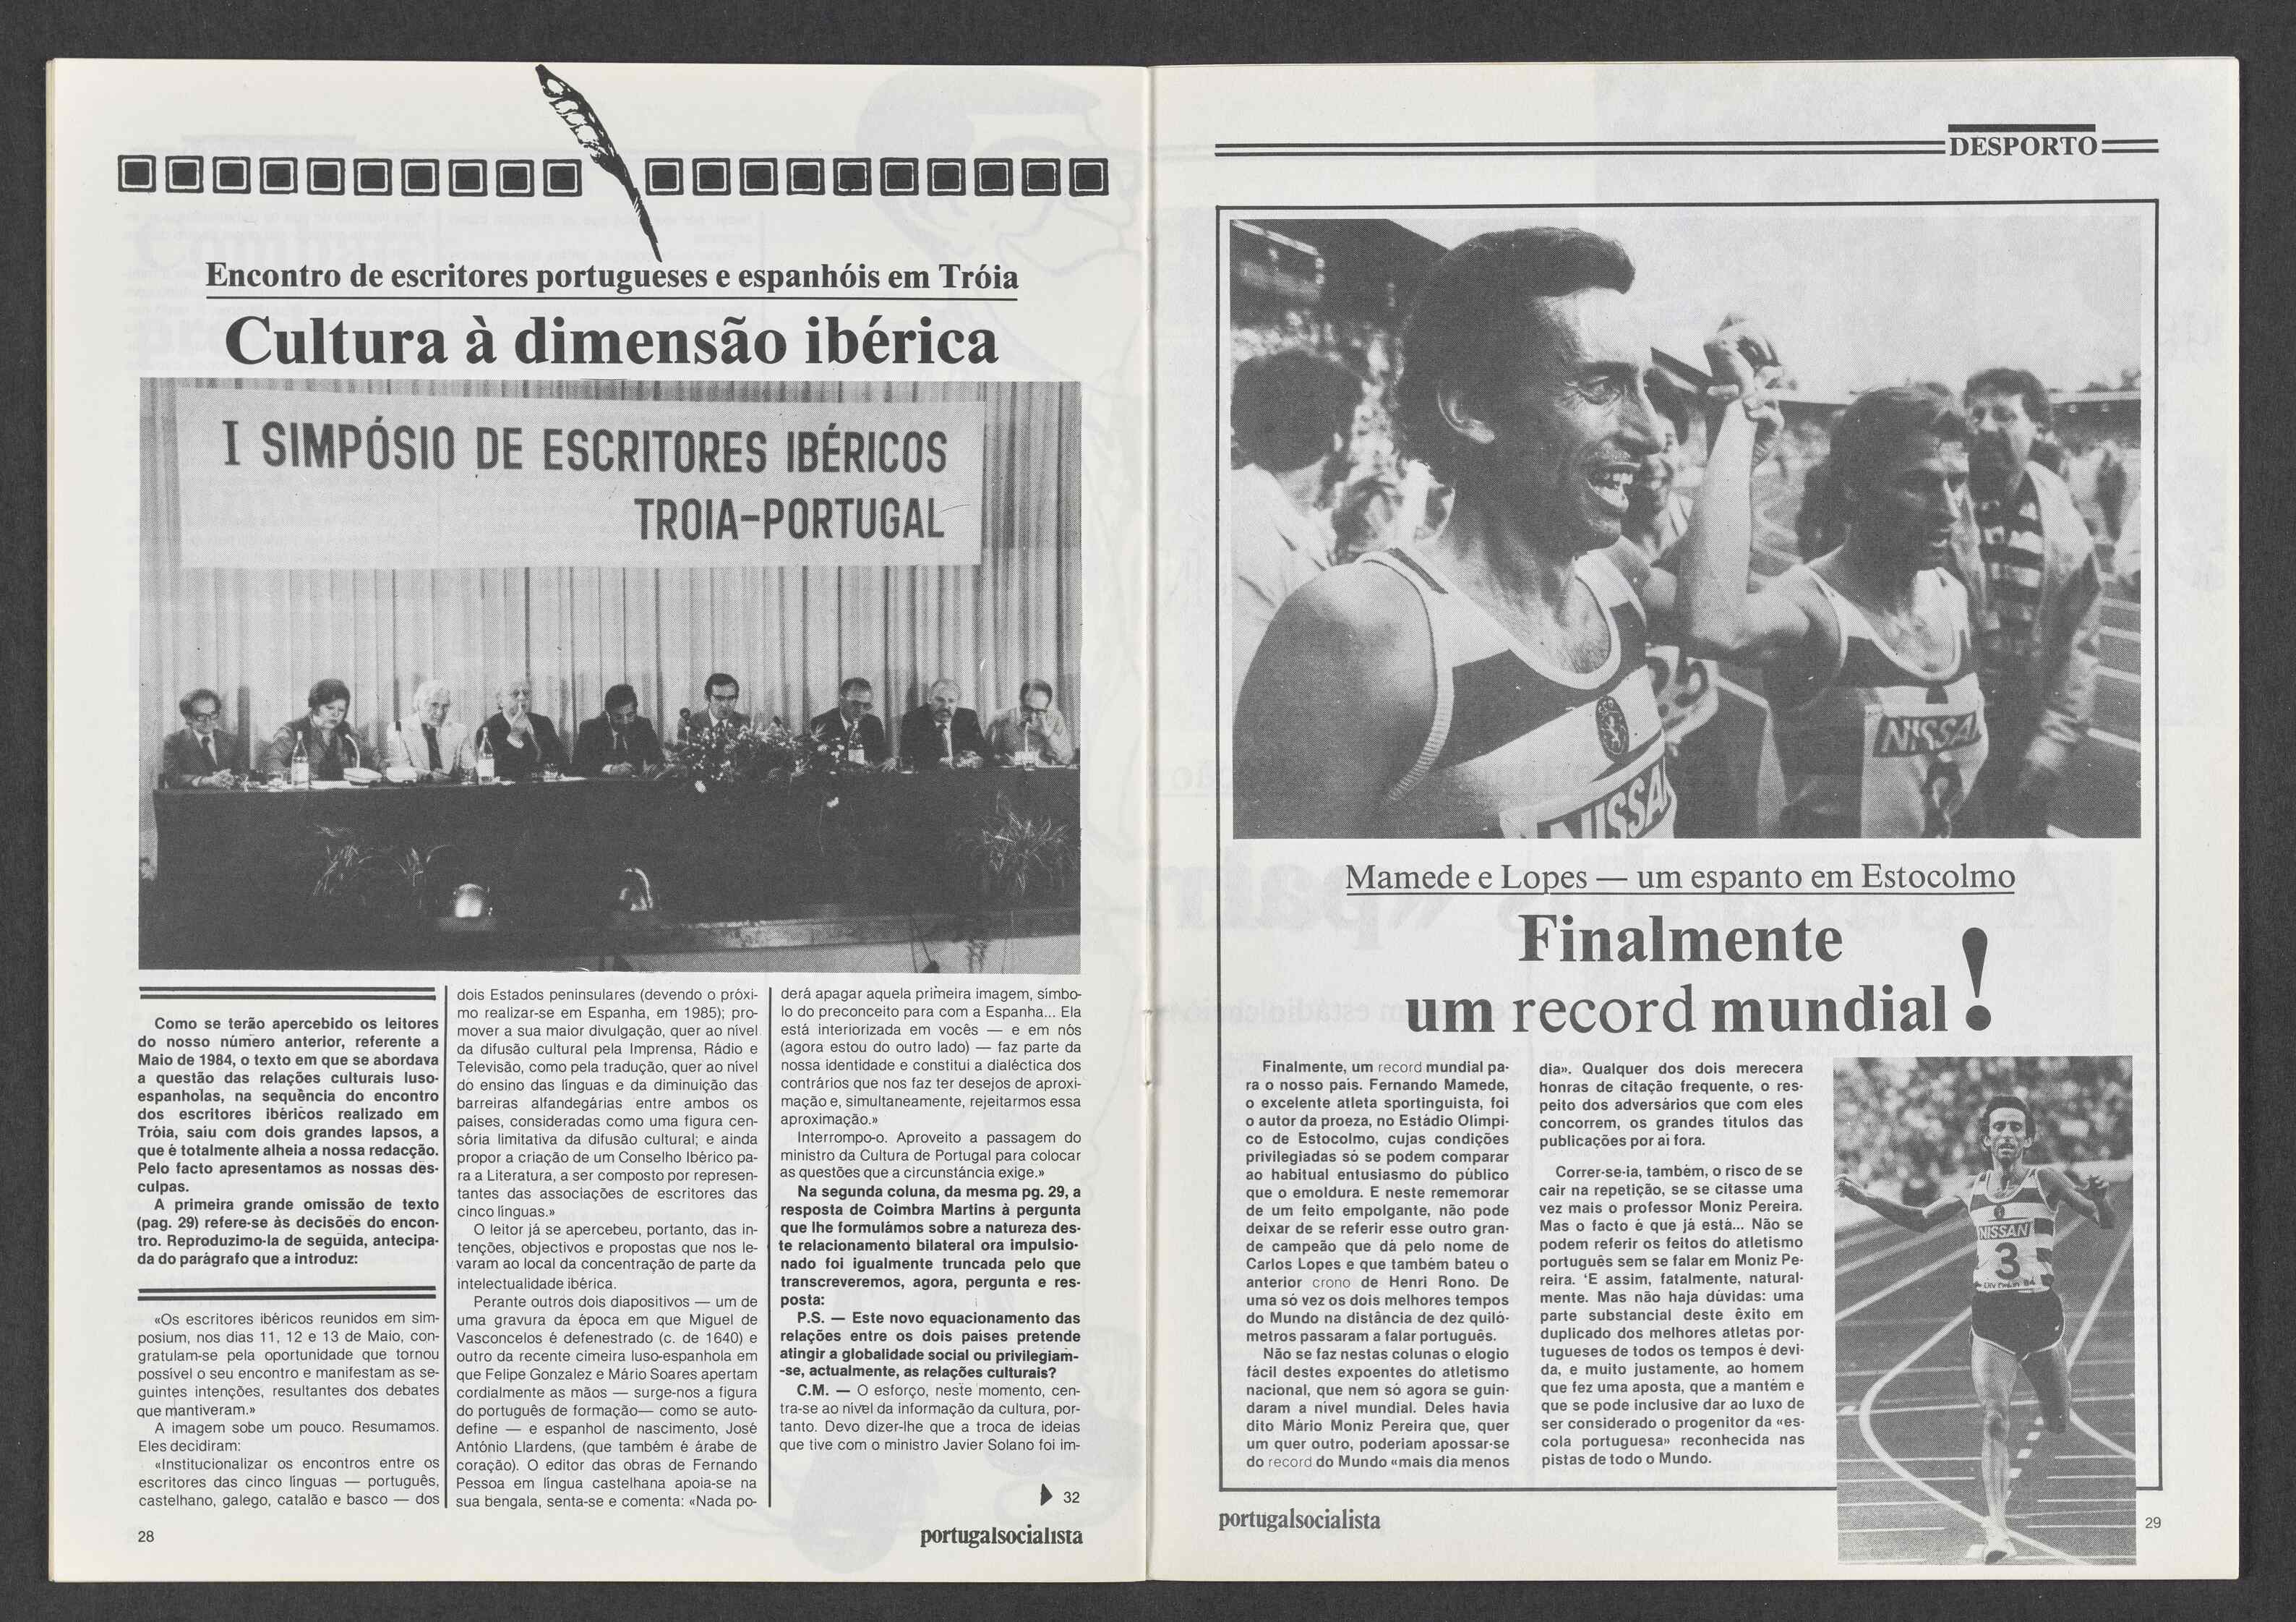 Encontro de escritores portugueses e espanhóis em Tróia
Cultura à dimensão ibérica
I SIMPÓSIO DE ESCRITORES IBÉRICOS
TROIA-PORTUGAL
Como se terão apercebido os leitores
do nosso número anterior, referente a
Maio de 1984, o texto em que se abordava
a questão das relações culturais luso-
espanholas, na sequência do encontro
dos escritores ibéricos realizado em
Tróia, saiu com dois grandes lapsos, a
que é totalmente alheia a nossa redacção.
Pelo facto apresentamos as nossas des-
culpas.
A primeira grande omissão de texto
(pag. 29) refere-se às decisões do encon-
tro. Reproduzimo-la de seguida, antecipa-
da do parágrafo que a introduz:
«Os escritores ibéricos reunidos em sim-
posium, nos dias 11, 12 e 13 de Maio, con-
gratulam-se pela oportunidade que tornou
possível o seu encontro e manifestam as se-
guintes intenções, resultantes dos debates
que mantiveram.»
A imagem sobe um pouco. Resumamos.
Eles decidiram:
«Institucionalizar os encontros entre os
escritores das cinco línguas — português,
castelhano, galego, catalão e basco — dos
dois Estados peninsulares (devendo o próxi-
mo realizar-se em Espanha, em 1985); pro-
mover a sua maior divulgação, quer ao nível
da difusão cultural pela Imprensa, Rádio e
Televisão, como pela tradução, quer ao nível
do ensino das línguas e da diminuição das
barreiras alfandegárias entre ambos os
países, consideradas como uma figura cen-
sória limitativa da difusão cultural; e ainda
propor a criação de um Conselho Ibérico pa-
ra a Literatura, a ser composto por represen-
tantes das associações de escritores das
cinco línguas.»
O leitor já se apercebeu, portanto, das in-
tenções, objectivos e propostas que nos le-
varam ao local da concentração de parte da
intelectualidade ibérica.
Perante outros dois diapositivos — um de
uma gravura da época em que Miguel de
Vasconcelos é defenestrado (c. de 1640) e
outro da recente cimeira luso-espanhola em
que Felipe Gonzalez e Mário Soares apertam
cordialmente as mãos — surge-nos a figura
do português de formação— como se auto-
define — e espanhol de nascimento, José
António Llardens, (que também é árabe de
coração). O editor das obras de Fernando
Pessoa em língua castelhana apoia-se na
sua bengala, senta-se e comenta: «Nada po-
derá apagar aquela primeira imagem, símbo-
lo do preconceito para com a Espanha... Ela
está interiorizada em vocês — e em nós
(agora estou do outro lado) — faz parte da
nossa identidade e constitui a dialéctica dos
contrários que nos faz ter desejos de aproxi-
mação e, simultaneamente, rejeitarmos essa
aproximação.»
Interrompo-o. Aproveito a passagem do
ministro da Cultura de Portugal para colocar
as questões que a circunstância exige.»
Na segunda coluna, da mesma pg. 29, a
resposta de Coimbra Martins à pergunta
que lhe formulámos sobre a natureza des-
te relacionamento bilateral ora impulsio-
nado foi igualmente truncada pelo que
transcreveremos, agora, pergunta e res-
posta:
P.S. — Este novo equacionamento das
relações entre os dois países pretende
atingir a globalidade social ou privilegiam-
-se, actualmente, as relações culturais?
C.M. — O esforço, neste momento, cen-
tra-se ao nível da informação da cultura, por-
tanto. Devo dizer-lhe que a troca de ideias
que tive com o ministro Javier Solano foi im-
32
28
portugalsocialista
DESPORTO
NISSA
NISSA
Mamede e Lopes — um espanto em Estocolmo
Finalmente
um record mundial!
Finalmente, um record mundial pa-
ra o nosso país. Fernando Mamede,
o excelente atleta sportinguista, foi
o autor da proeza, no Estádio Olímpi-
co de Estocolmo, cujas condições
privilegiadas só se podem comparar
ao habitual entusiasmo do público
que o emoldura. E neste rememorar
de um feito empolgante, não pode
deixar de se referir esse outro gran-
de campeão que dá pelo nome de
Carlos Lopes e que também bateu o
anterior crono de Henri Rono. De
uma só vez os dois melhores tempos
do Mundo na distância de dez quiló-
metros passaram a falar português.
Não se faz nestas colunas o elogio
fácil destes expoentes do atletismo
nacional, que nem só agora se guin-
daram a nível mundial. Deles havia
dito Mário Moniz Pereira que, quer
um quer outro, poderiam apossar-se
do record do Mundo «mais dia menos
dia». Qualquer dos dois merecera
honras de citação frequente, o res-
peito dos adversários que com eles
concorrem, os grandes títulos das
publicações por aí fora.
Correr-se-ia, também, o risco de se
cair na repetição, se se citasse uma
vez mais o professor Moniz Pereira.
Mas o facto é que já está... Não se
podem referir os feitos do atletismo
português sem se falar em Moniz Pe-
reira. 'E assim, fatalmente, natural-
mente. Mas não haja dúvidas: uma
parte substancial deste êxito em
duplicado dos melhores atletas por-
tugueses de todos os tempos é devi-
da, e muito justamente, ao homem
que fez uma aposta, que a mantém e
que se pode inclusive dar ao luxo de
ser considerado o progenitor da «es-
cola portuguesa» reconhecida nas
pistas de todo o Mundo.
NISSAN
3
portugalsocialista
29